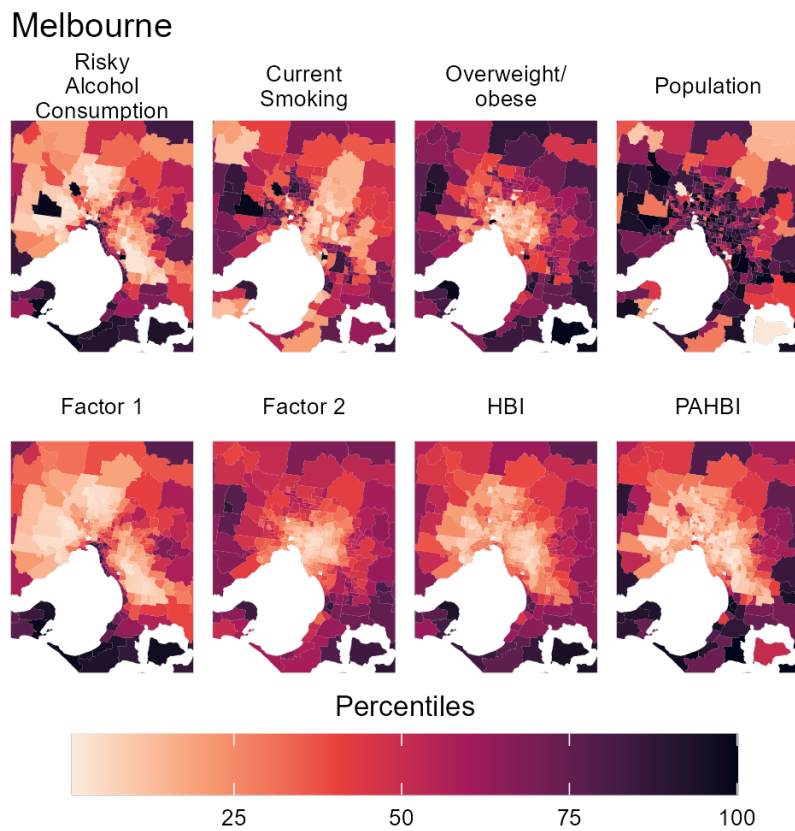 Melbourne
Risky
Alcohol
Consumption
Current
Smoking
Overweight/
obese
Population
Factor 1
Factor 2
HBI
PAHBI
Percentiles
25
50
75
100